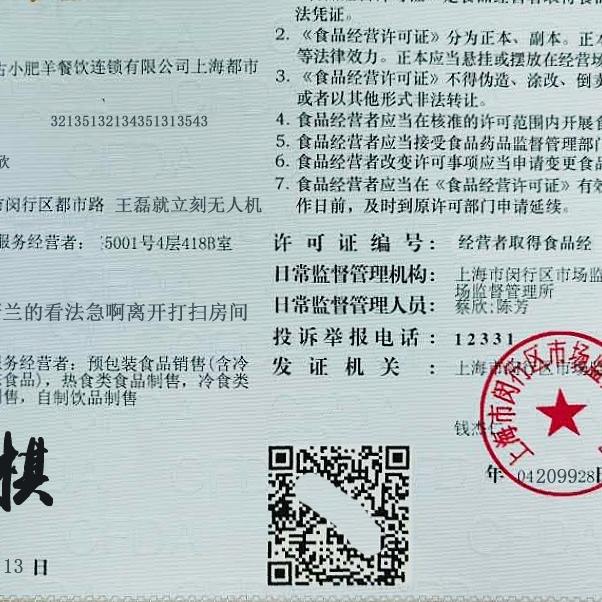 法凭证。
2. 《食品经营许可证》分为正本、副本。正本
等法律效力。正本应当悬挂或摆放在经营场
3. 《食品经营许可证》不得伪造、涂改、倒卖
或者以其他形式非法转让。
4. 食品经营者应当在核准的许可范围内开展食
5. 食品经营者应当接受食品药品监督管理部门
6. 食品经营者改变许可事项应当申请变更食品
7. 食品经营者应当在《食品经营许可证》有效
作日前，及时到原许可部门申请延续。
古小肥羊餐饮连锁有限公司上海都市
321351321343513135​43
欣
市闵行区都市路 王磊就立刻无人机
服务经营者： 5001号4层418B室
兰的看法急啊离开打扫房间
服务经营者：预包装食品销售(含冷
食品)，热食类食品制售，冷食类
售，自制饮品制售
棋
13 日
许可证编号： 经营者取得食品经
日常监督管理机构： 上海市闵行区市场监
场监督管理所
日常监督管理人员： 蔡欣;陈芳
投诉举报电话： 12331
发证机关： 上海市闵行区市场
上海市闵行区市场监
钱杰
年 04209928